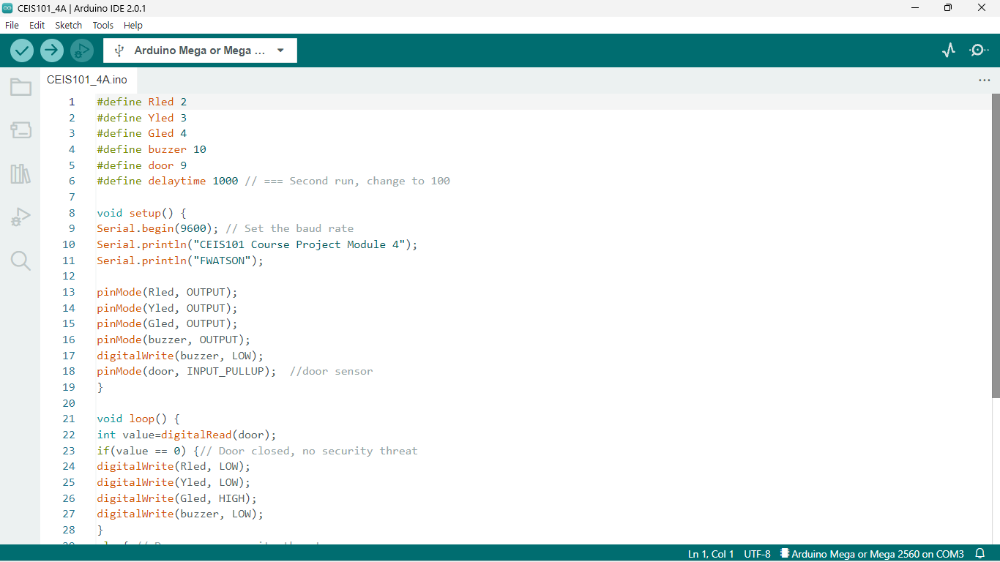 CEIS101_4A | Arduino IDE 2.0.1
File Edit Sketch Tools Help
Arduino Mega or Mega ...
CEIS101_4A.ino
1 #define Rled 2
2 #define Yled 3
3 #define Gled 4
4 #define buzzer 10
5 #define door 9
6 #define delaytime 1000 // === Second run, change to 100
7
8 void setup() {
9 Serial.begin(9600); // Set the baud rate
10 Serial.println("CEIS101 Course Project Module 4");
11 Serial.println("FWATSON");
12
13 pinMode(Rled, OUTPUT);
14 pinMode(Yled, OUTPUT);
15 pinMode(Gled, OUTPUT);
16 pinMode(buzzer, OUTPUT);
17 digitalWrite(buzzer, LOW);
18 pinMode(door, INPUT_PULLUP);  //door sensor
19 }
20
21 void loop() {
22 int value=digitalRead(door);
23 if(value == 0) {// Door closed, no security threat
24 digitalWrite(Rled, LOW);
25 digitalWrite(Yled, LOW);
26 digitalWrite(Gled, HIGH);
27 digitalWrite(buzzer, LOW);
28 }
Ln 1, Col 1 UTF-8 Arduino Mega or Mega 2560 on COM3